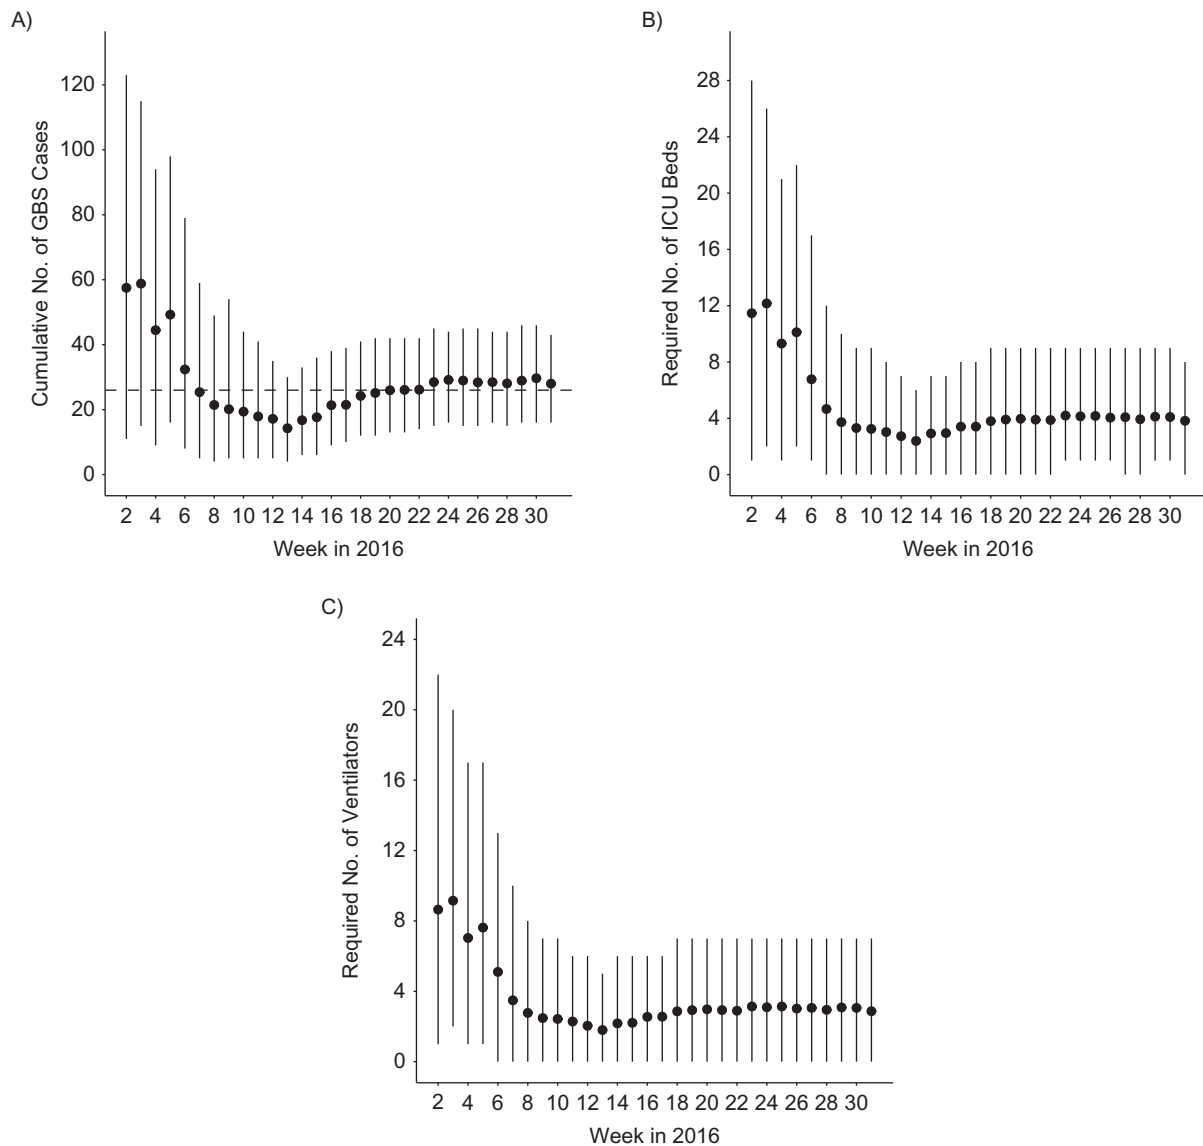 A)
Cumulative No. of GBS Cases
120
100
80
60
40
20
0
2 4 6 8 10 12 14 16 18 20 22 24 26 28 30
Week in 2016
B)
Required No. of ICU Beds
28
24
20
16
12
8
4
0
2 4 6 8 10 12 14 16 18 20 22 24 26 28 30
Week in 2016
C)
Required No. of Ventilators
24
20
16
12
8
4
0
2 4 6 8 10 12 14 16 18 20 22 24 26 28 30
Week in 2016